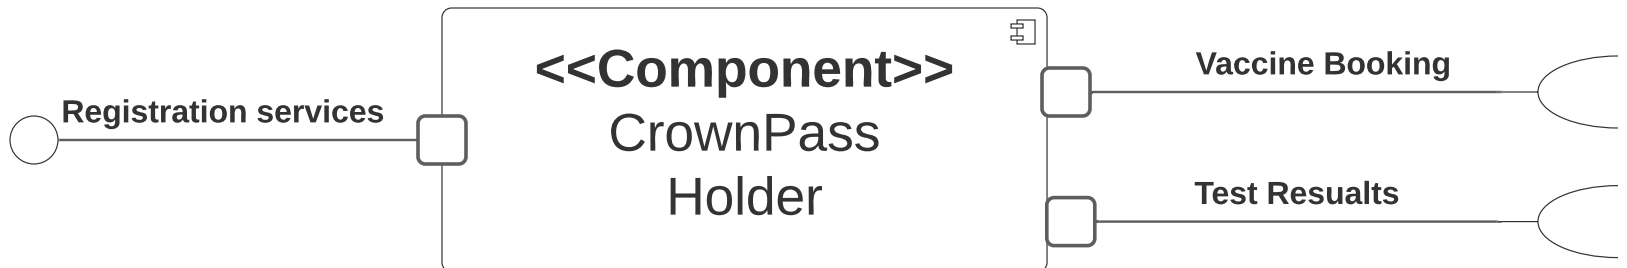 <<Component>>
CrownPass
Holder
Registration services
Vaccine Booking
Test Resualts